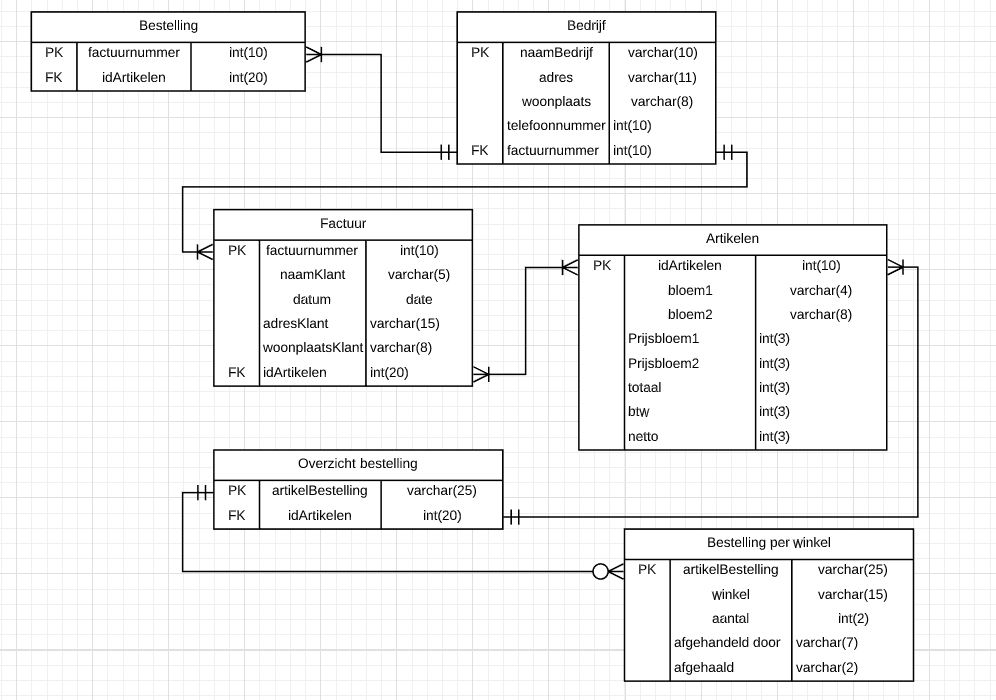 Bestelling
PK factuurnummer int(10)
FK idArtikelen int(20)
Bedrijf
PK naamBedrijf varchar(10)
adres varchar(11)
woonplaats varchar(8)
telefoonnummer int(10)
FK factuurnummer int(10)
Factuur
PK factuurnummer int(10)
naamKlant varchar(5)
datum date
adresKlant varchar(15)
woonplaatsKlant varchar(8)
FK idArtikelen int(20)
Artikelen
PK idArtikelen int(10)
bloem1 varchar(4)
bloem2 varchar(8)
Prijsbloem1 int(3)
Prijsbloem2 int(3)
totaal int(3)
btw int(3)
netto int(3)
Overzicht bestelling
PK artikelBestelling varchar(25)
FK idArtikelen int(20)
Bestelling per winkel
PK artikelBestelling varchar(25)
winkel varchar(15)
aantal int(2)
afgehandeld door varchar(7)
afgehaald varchar(2)